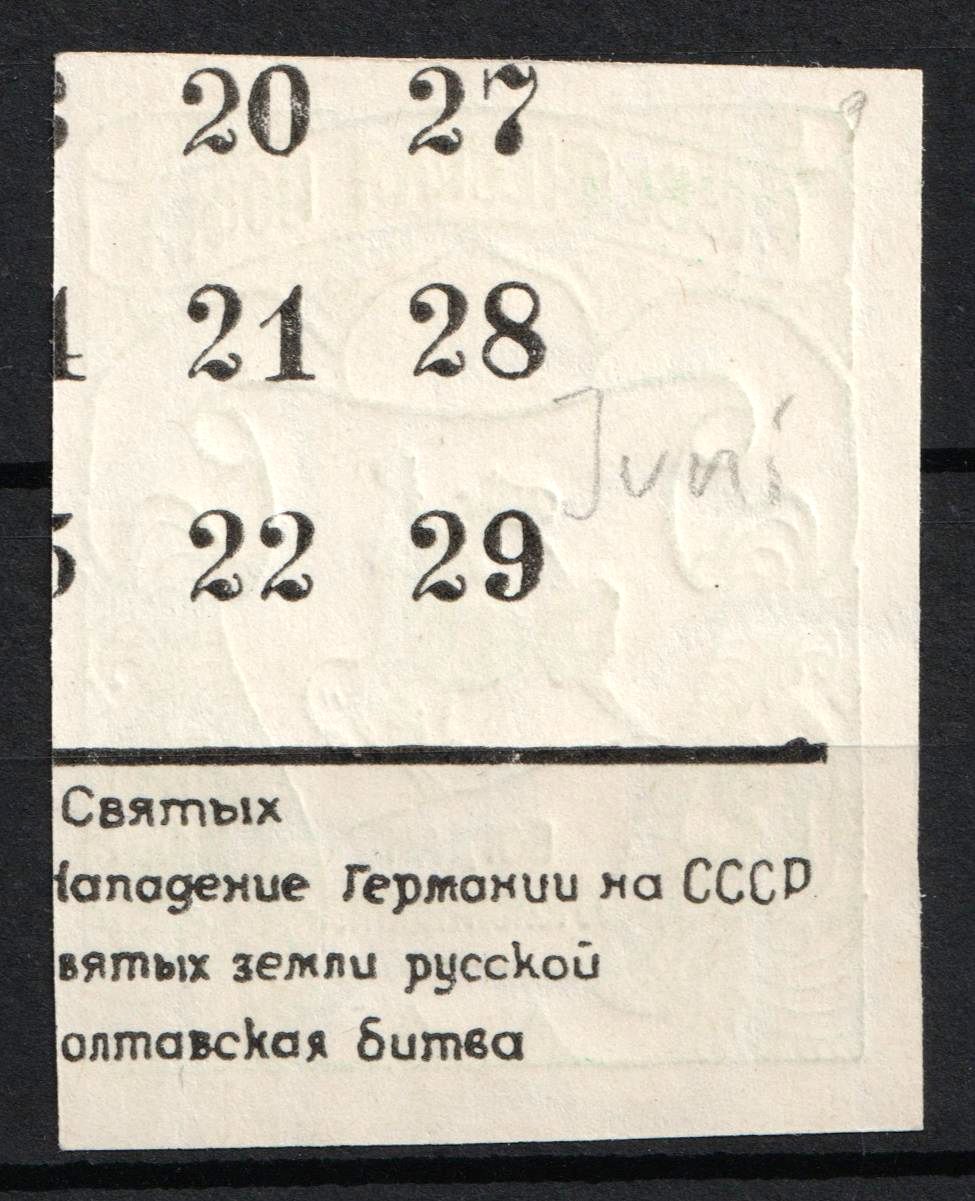 20 27
21 28
Juni
22 29
Святых
Нападение Германии на СССР
вятых земли русской
олтавская битва